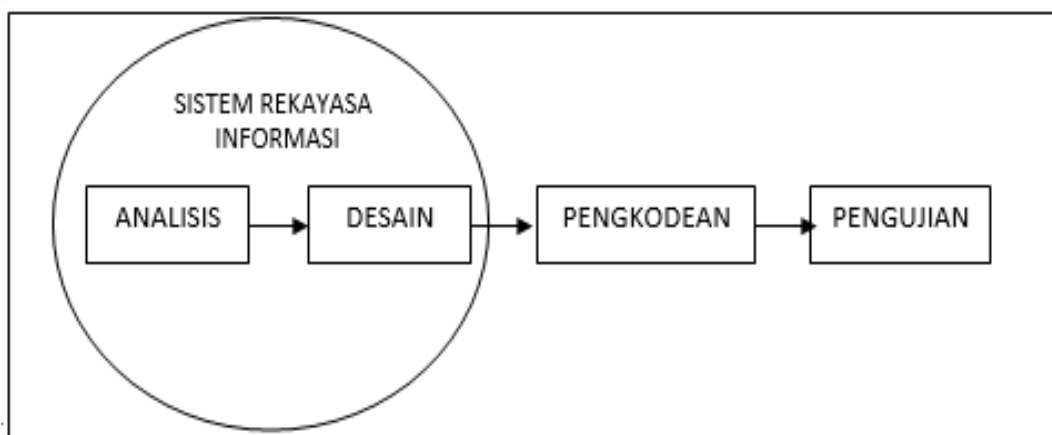 SISTEM REKAYASA
INFORMASI
ANALISIS
DESAIN
PENGKODEAN
PENGUJIAN